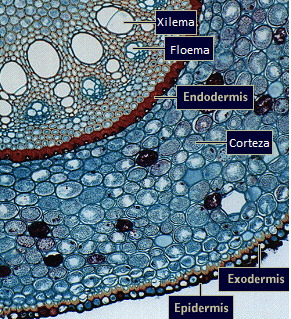 Xilema
Floema
Endodermis
Corteza
Exodermis
Epidermis